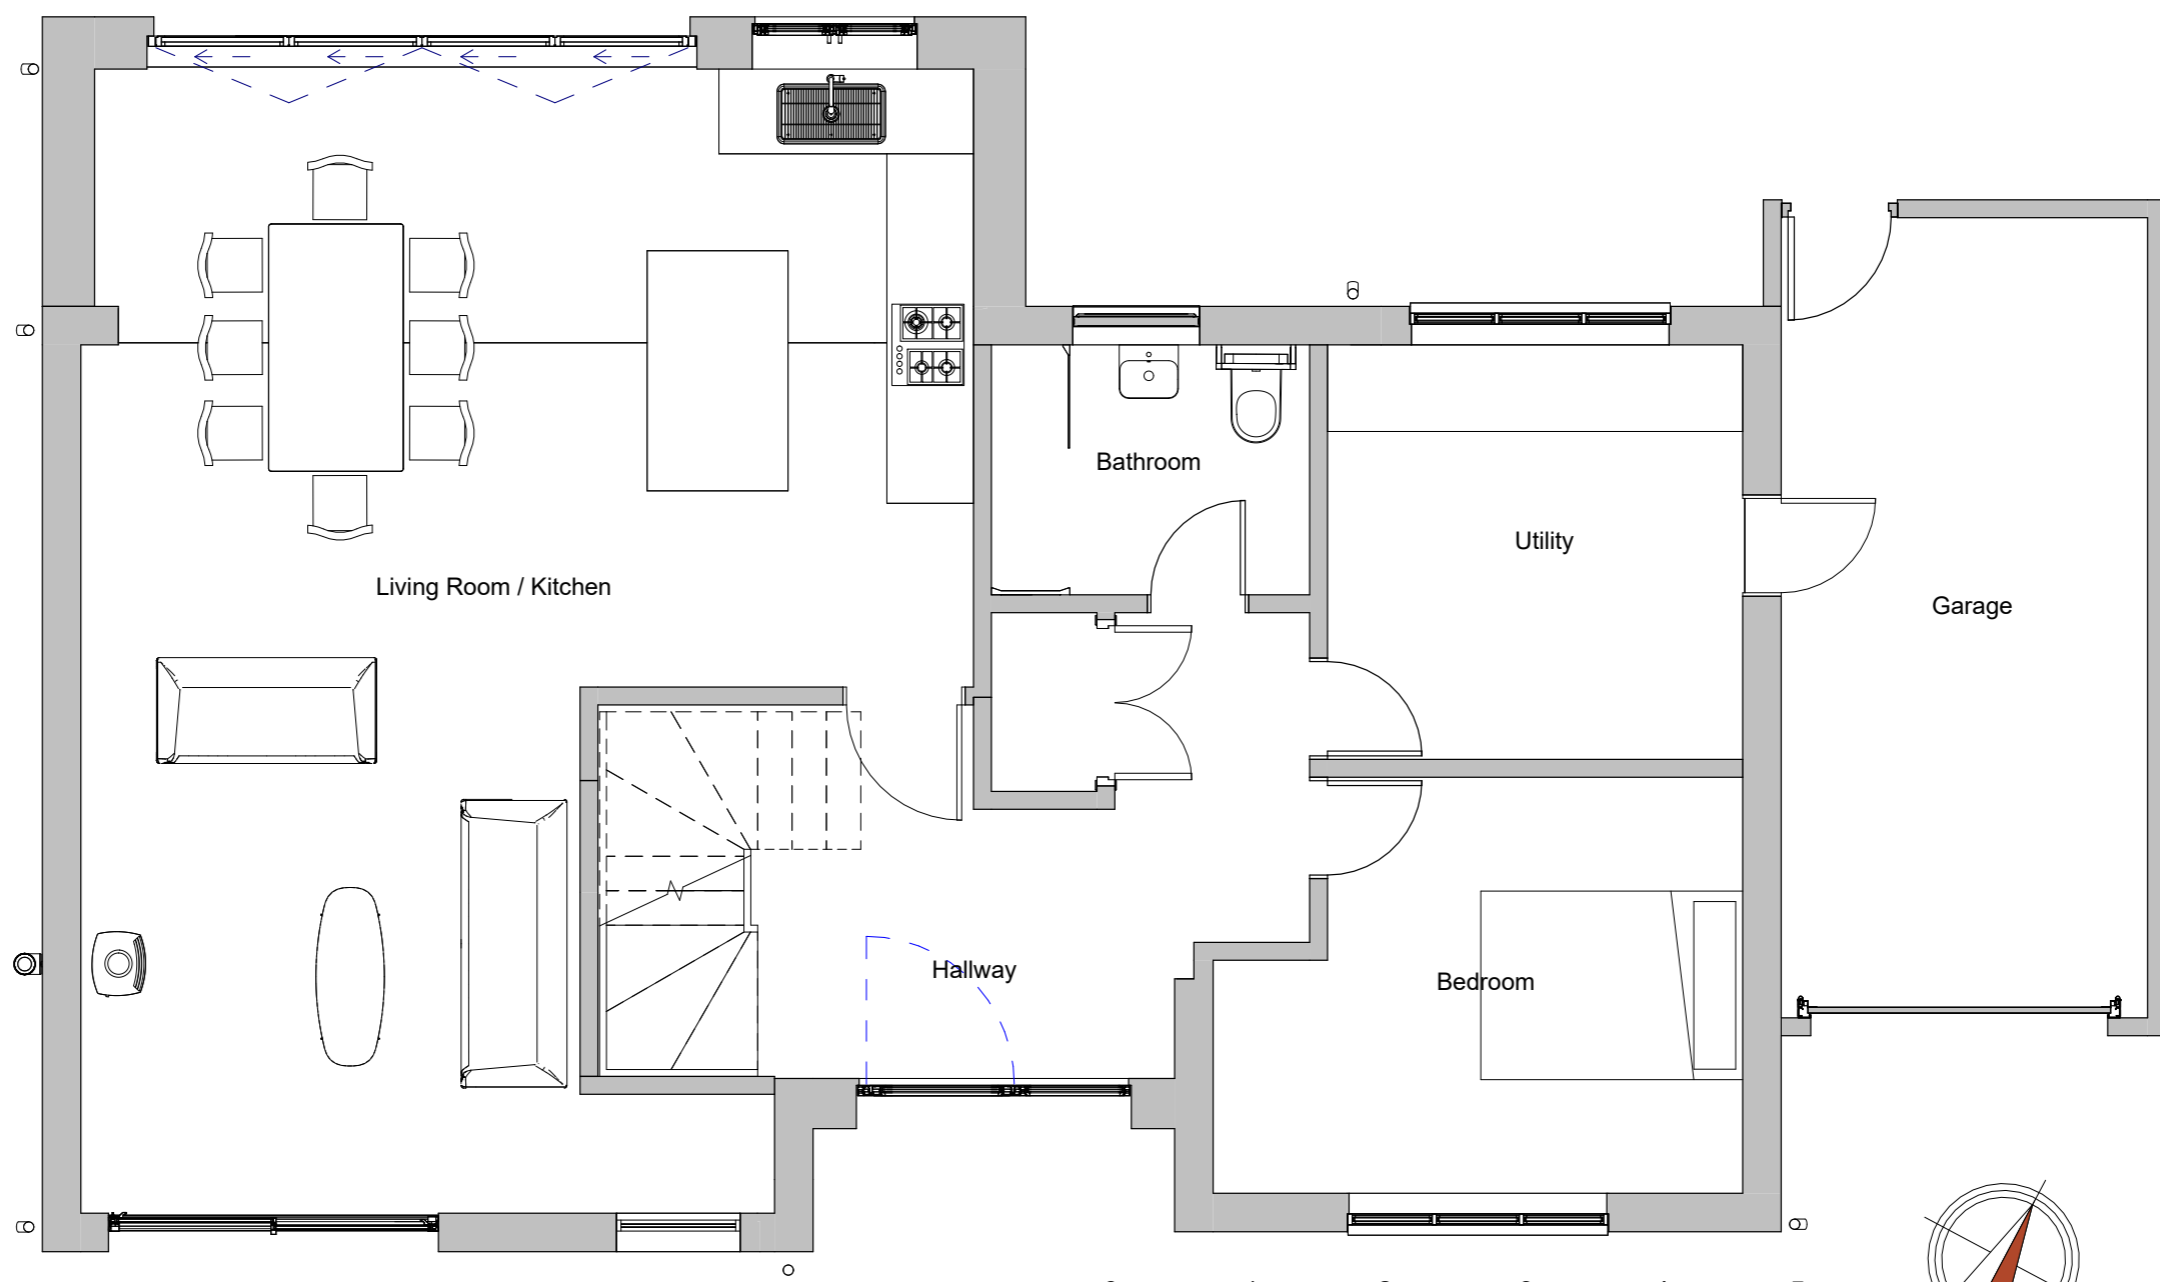 Bathroom
Utility
Living Room / Kitchen
Garage
Hallway
Bedroom